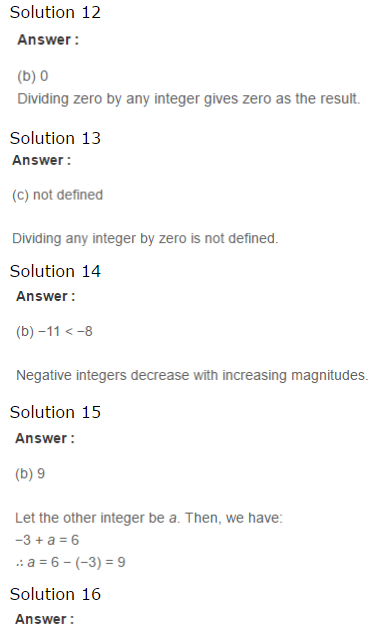 Solution 12
Answer :
(b) 0
Dividing zero by any integer gives zero as the result.
Solution 13
Answer :
(c) not defined
Dividing any integer by zero is not defined.
Solution 14
Answer :
(b) −11 < −8
Negative integers decrease with increasing magnitudes.
Solution 15
Answer :
(b) 9
Let the other integer be a. Then, we have:
−3 + a = 6
∴ a = 6 − (−3) = 9
Solution 16
Answer :